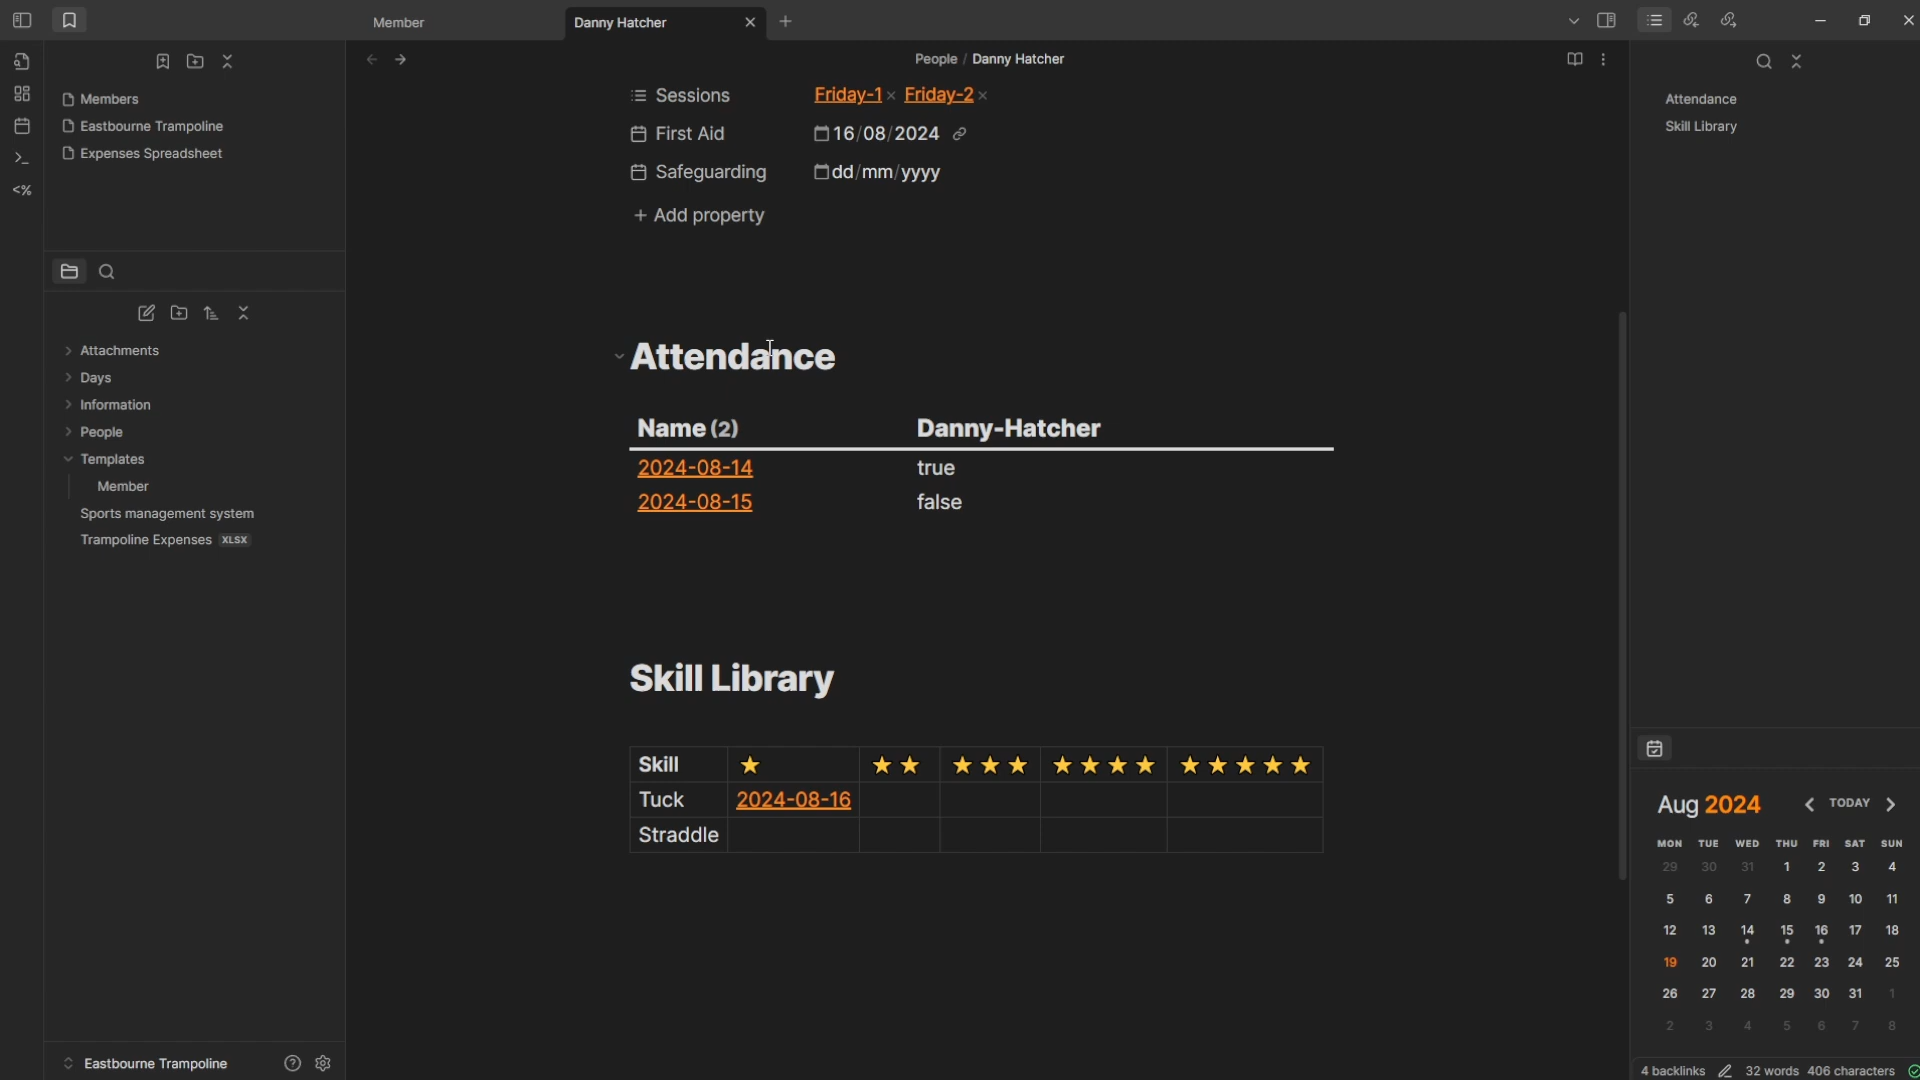 Member
Danny Hatcher
Members
Eastbourne Trampoline
Expenses Spreadsheet
Attachments
Days
Information
People
Templates
Member
Sports management system
Trampoline Expenses XLSX
Eastbourne Trampoline
People / Danny Hatcher
Sessions Friday-1 × Friday-2 ×
First Aid 16/08/2024
Safeguarding dd/mm/yyyy
+ Add property
Attendance
Name (2) Danny-Hatcher
2024-08-14 true
2024-08-15 false
Skill Library
Skill ★ ★★ ★★★ ★★★★ ★★★★★
Tuck 2024-08-16
Straddle
Attendance
Skill Library
Aug 2024 < TODAY >
MON TUE WED THU FRI SAT SUN
29 30 31 1 2 3 4
5 6 7 8 9 10 11
12 13 14 15 16 17 18
19 20 21 22 23 24 25
26 27 28 29 30 31 1
2 3 4 5 6 7 8
4 backlinks 32 words 406 characters